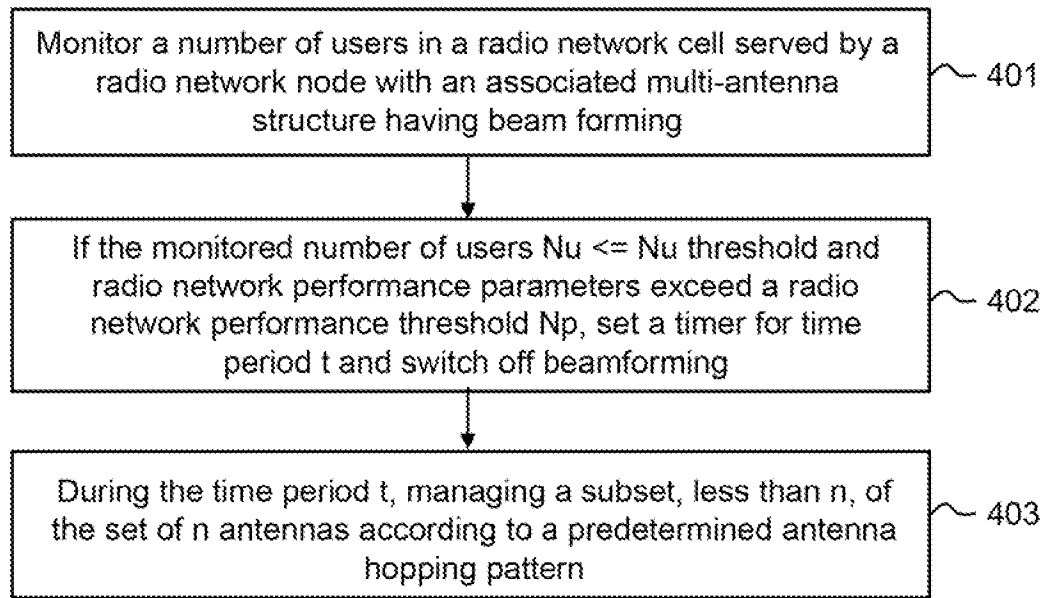 Monitor a number of users in a radio network cell served by a
radio network node with an associated multi-antenna
structure having beam forming
401
If the monitored number of users Nu <= Nu threshold and
radio network performance parameters exceed a radio
network performance threshold Np, set a timer for time
period t and switch off beamforming
402
During the time period t, managing a subset, less than n, of
the set of n antennas according to a predetermined antenna
hopping pattern
403